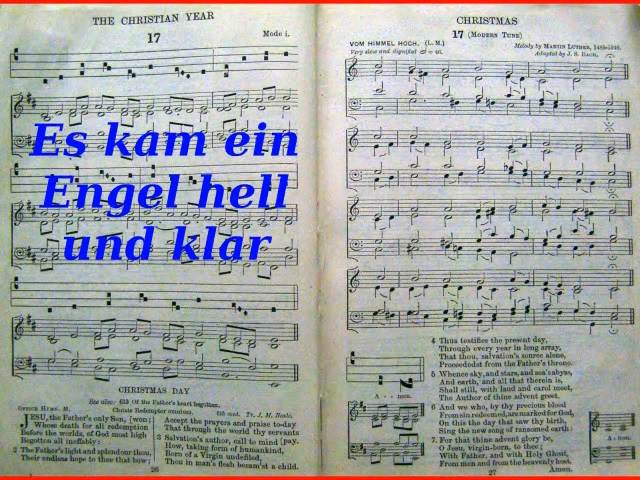 THE CHRISTIAN YEAR
17
Mode i.
Es kam ein
Engel hell
und klar
CHRISTMAS DAY
See also: 613 Of the Father's heart begotten.
OFFICE HYMN. M.
Christe Redemptor omnium.
6th cent. Tr. J. M. Neale.
JESU, the Father's only Son,
Whose death for all redemption won;
Before the worlds, of God most high
Begotten all ineffably:
2 The Father's light and splendour thou,
Their endless hope to thee that bow;
Accept the prayers and praise to-day
That through the world thy servants pay.
3 Salvation's author, call to mind
How, taking form of humankind,
Born of a Virgin undefiled,
Thou in man's flesh becam'st a child.
26
CHRISTMAS
17 (MODERN TUNE)
VOM HIMMEL HOCH. (L. M.)
Very slow and dignified = 46.
Melody by MARTIN LUTHER, 1483-1546.
Adapted by J. S. BACH.
4 Thus testifies the present day,
Through every year in long array,
That thou, salvation's source alone,
Proceededst from the Father's throne.
5 Whence sky, and stars, and sea's abyss,
And earth, and all that therein is,
Shall still, with laud and carol meet,
The Author of thine advent greet.
6 And we who, by thy precious blood
From sin redeemed, are marked for God,
On this the day that saw thy birth,
Sing the new song of ransomed earth:
7 For that thine advent glory be,
O Jesu, virgin-born, to thee;
With Father, and with Holy Ghost,
From men and from the heavenly host.
Amen.
A - - men.
A - men.
27